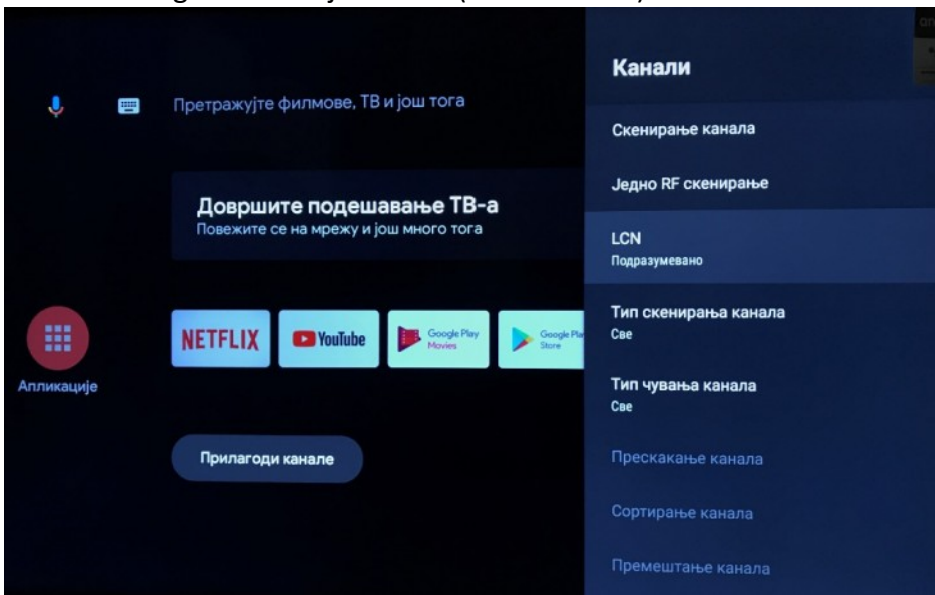 Канали
Претражујте филмове, ТВ и још тога
Скенирање канала
Једно RF скенирање
Довршите подешавање ТВ-а
Повежите се на мрежу и још много тога
LCN
Подразумевано
Тип скенирања канала
Све
NETFLIX
YouTube
Google Play
Movies
Google Pla
Store
Апликације
Тип чувања канала
Све
Прилагоди канале
Прескакање канала
Сортирање канала
Премештање канала